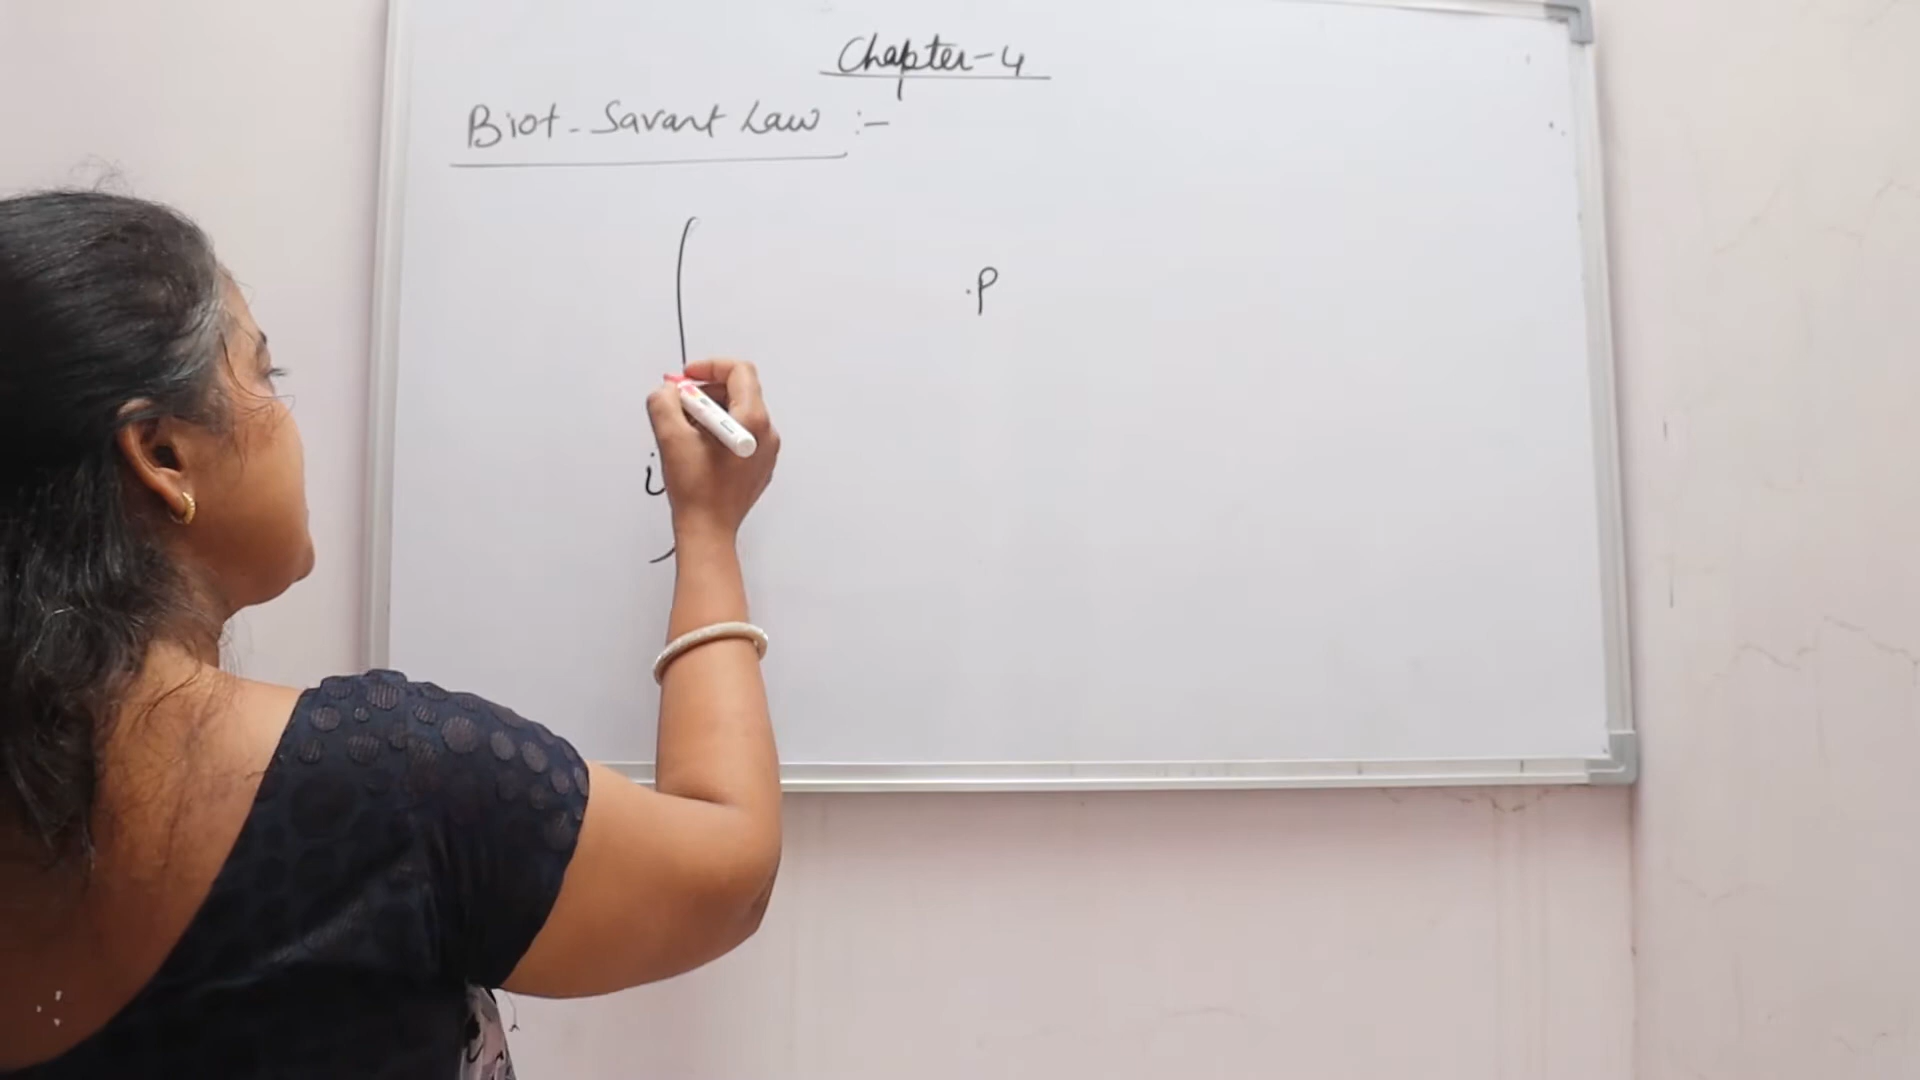 Chapter-4
Biot-Savart Law :-
.P
i